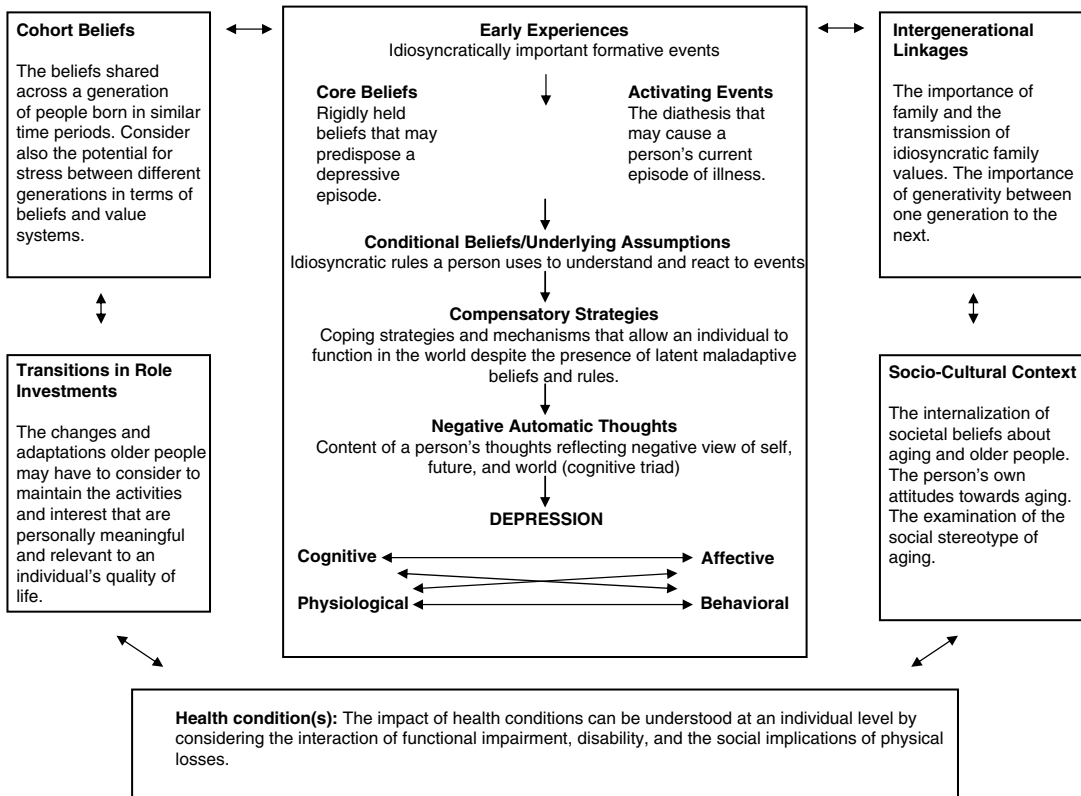 Cohort Beliefs
The beliefs shared
across a generation
of people born in similar
time periods. Consider
also the potential for
stress between different
generations in terms of
beliefs and value
systems.
Early Experiences
Idiosyncratically important formative events
Core Beliefs
Rigidly held
beliefs that may
predispose a
depressive
episode.
Activating Events
The diathesis that
may cause a
person's current
episode of illness.
Conditional Beliefs/Underlying Assumptions
Idiosyncratic rules a person uses to understand and react to events
Compensatory Strategies
Coping strategies and mechanisms that allow an individual to
function in the world despite the presence of latent maladaptive
beliefs and rules.
Negative Automatic Thoughts
Content of a person's thoughts reflecting negative view of self,
future, and world (cognitive triad)
DEPRESSION
Cognitive
Affective
Physiological
Behavioral
Intergenerational
Linkages
The importance of
family and the
transmission of
idiosyncratic family
values. The importance
of generativity between
one generation to the
next.
Transitions in Role
Investments
The changes and
adaptations older people
may have to consider to
maintain the activities
and interest that are
personally meaningful
and relevant to an
individual's quality of
life.
Socio-Cultural Context
The internalization of
societal beliefs about
aging and older people.
The person's own
attitudes towards aging.
The examination of the
social stereotype of
aging.
Health condition(s): The impact of health conditions can be understood at an individual level by
considering the interaction of functional impairment, disability, and the social implications of physical
losses.